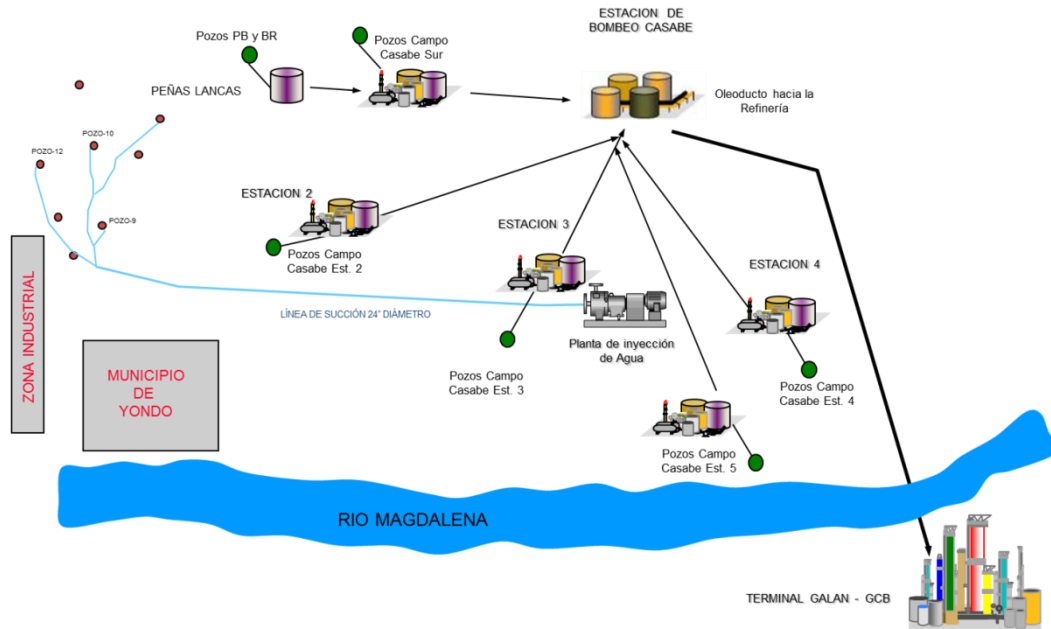 ESTACION DE
BOMBEO CASABE
Pozos PB y BR
Pozos Campo
Casabe Sur
PEÑAS LANCAS
Oleoducto hacia la
Refinería
POZO-10
POZO-12
POZO-9
ESTACION 2
Pozos Campo
Casabe Est. 2
ESTACION 3
ESTACION 4
LÍNEA DE SUCCIÓN 24" DIÁMETRO
Planta de inyección
de Agua
Pozos Campo
Casabe Est. 3
Pozos Campo
Casabe Est. 4
Pozos Campo
Casabe Est. 5
ZONA INDUSTRIAL
MUNICIPIO
DE
YONDO
RIO MAGDALENA
TERMINAL GALAN - GCB